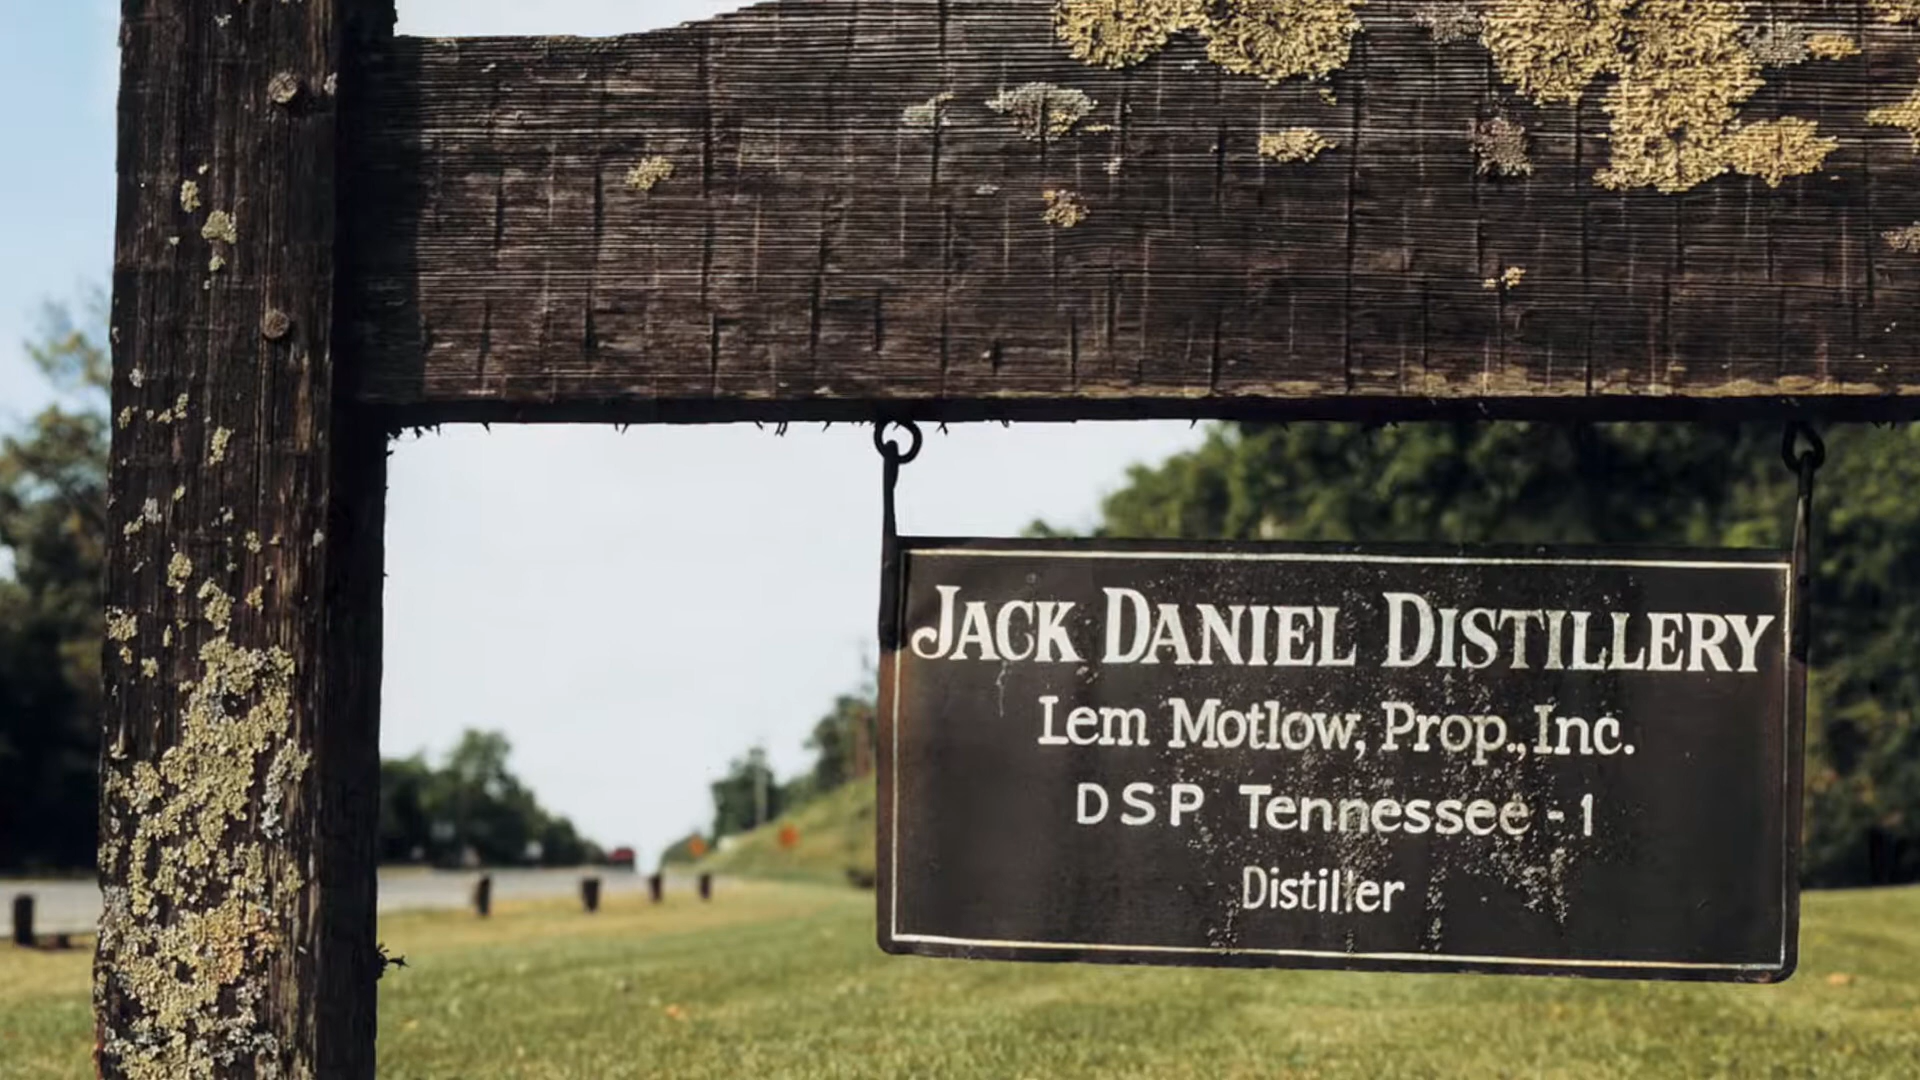 JACK DANIEL DISTILLERY
Lem Motlow, Prop., Inc.
DSP Tennessee - 1
Distiller